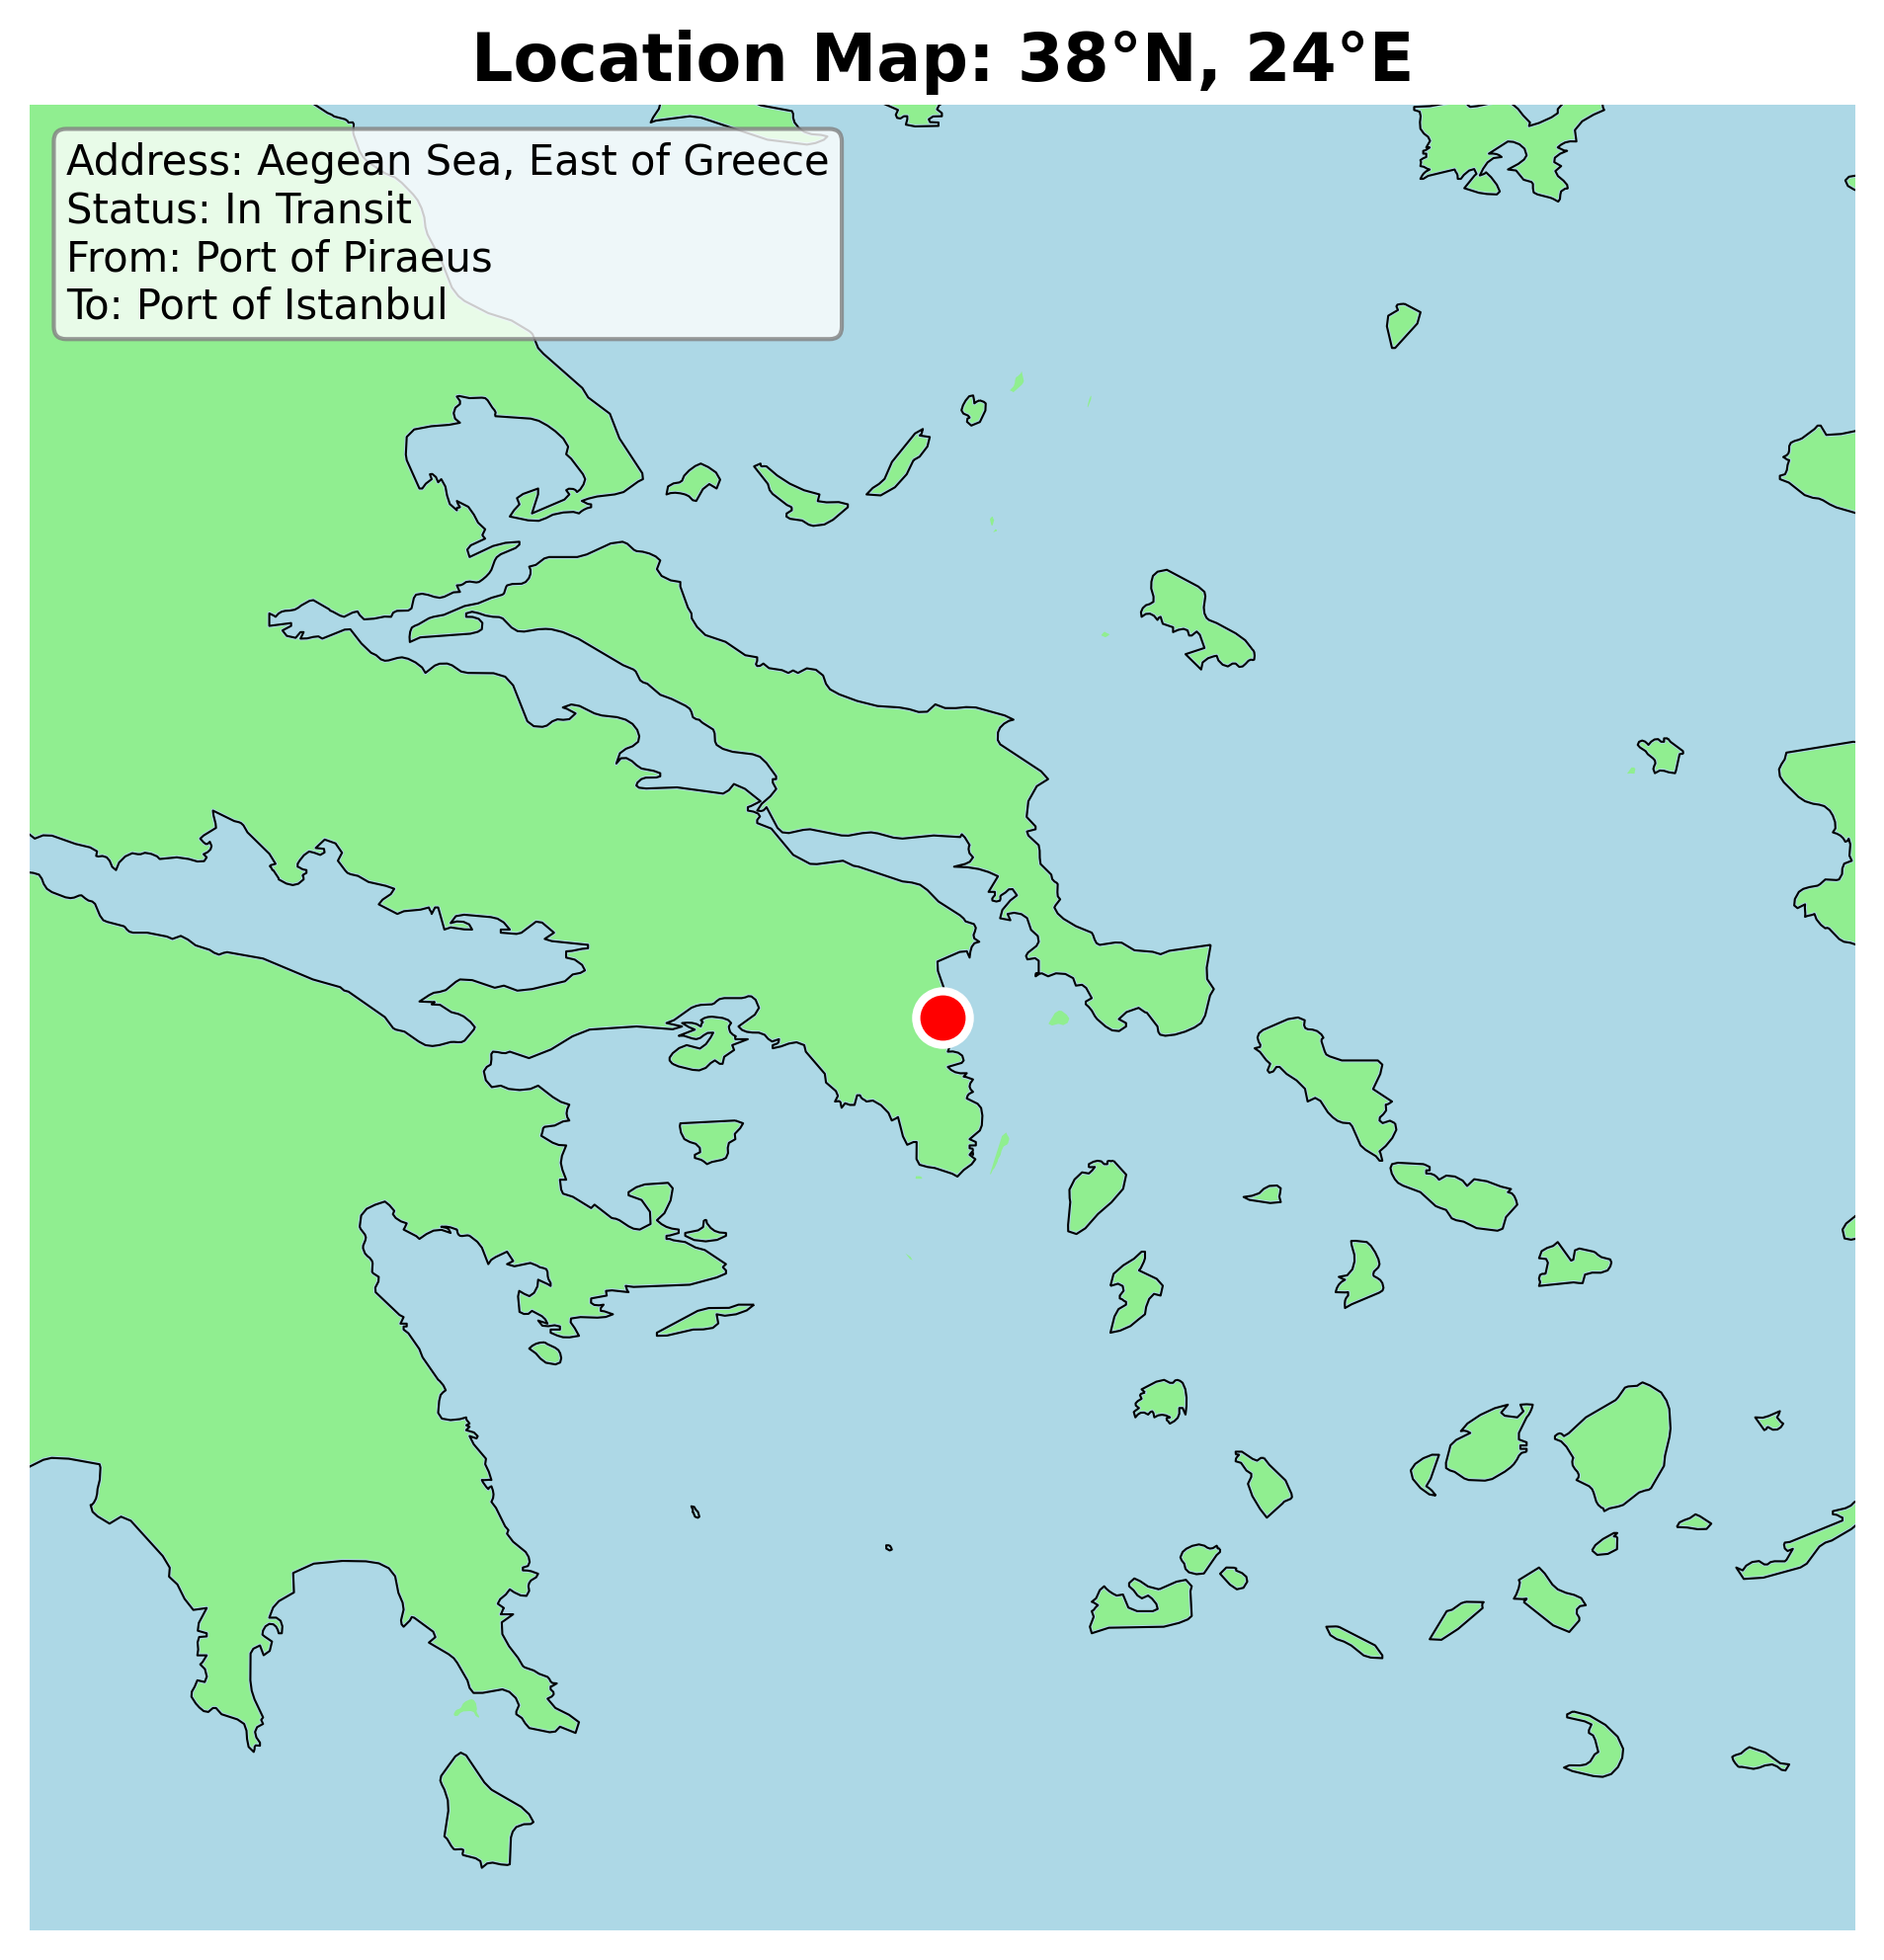 Location Map: 38°N, 24°E
Address: Aegean Sea, East of Greece
Status: In Transit
From: Port of Piraeus
To: Port of Istanbul